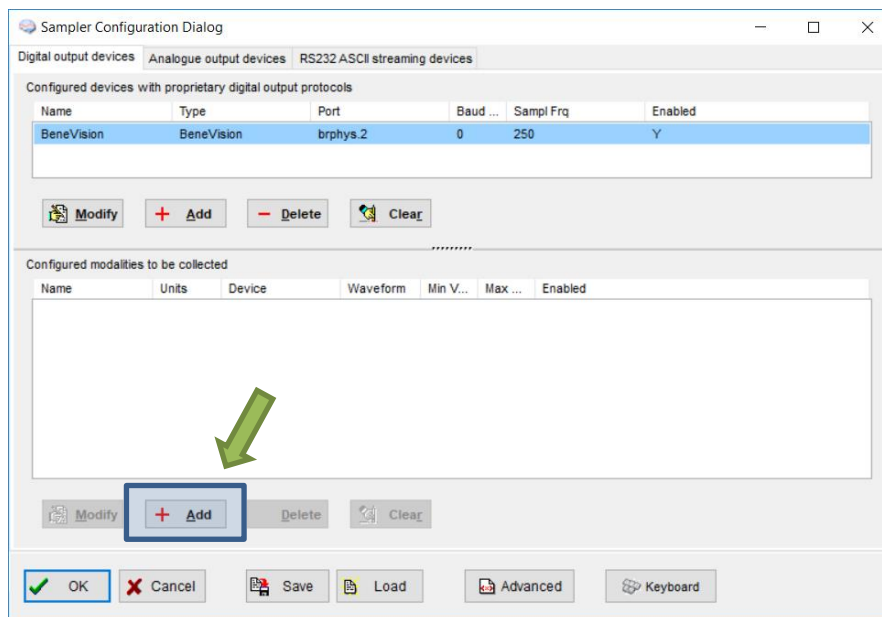 Sampler Configuration Dialog
Digital output devices Analogue output devices RS232 ASCII streaming devices
Configured devices with proprietary digital output protocols
Name Type Port Baud ... Sampl Frq Enabled
BeneVision BeneVision brphys.2 0 250 Y
Modify Add Delete Clear
Configured modalities to be collected
Name Units Device Waveform Min V... Max ... Enabled
Modify Add Delete Clear
OK Cancel Save Load Advanced Keyboard